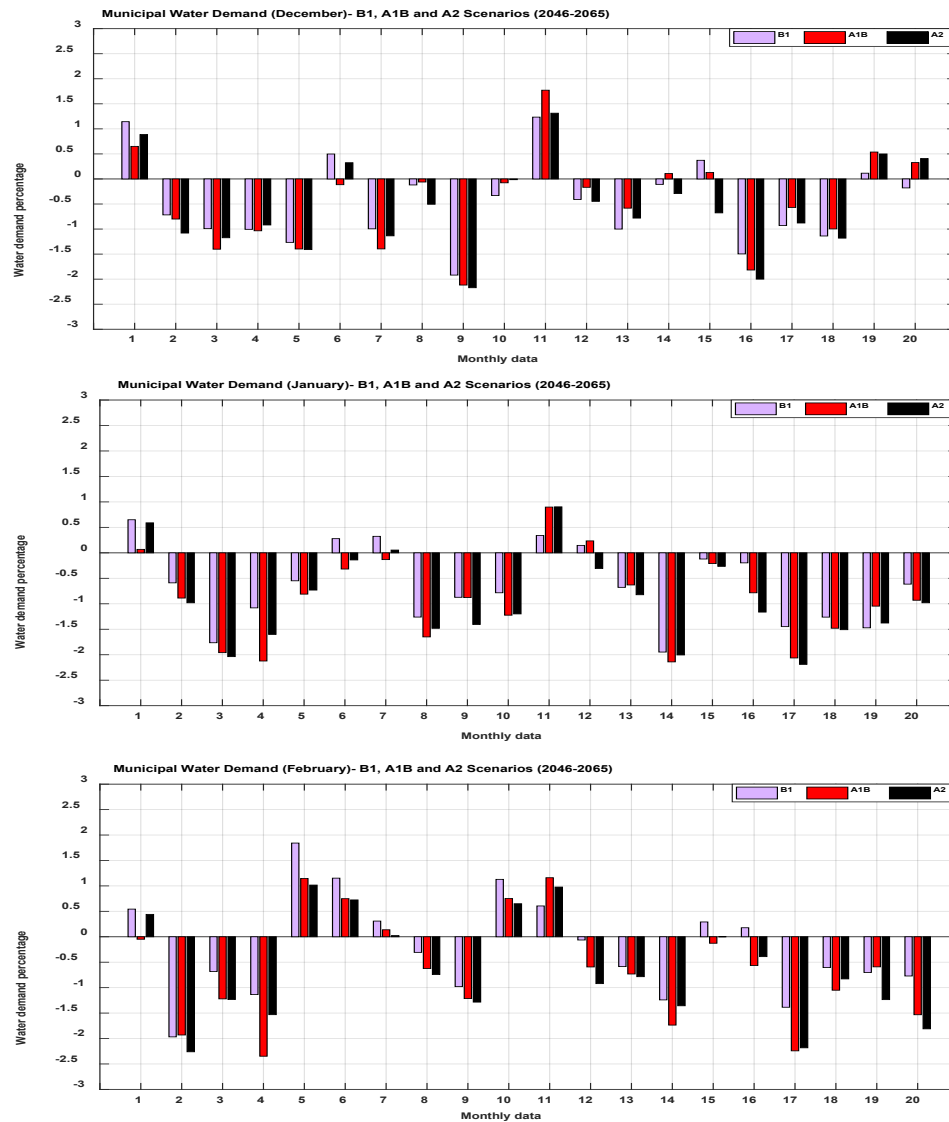 Municipal Water Demand (December)- B1, A1B and A2 Scenarios (2046-2065)
B1 A1B A2
3
2
1
1.5
0.5
0
-0.5
-1
-1.5
-2
-2.5
-3
Water demand percentage
1 2 3 4 5 6 7 8 9 10 11 12 13 14 15 16 17 18 19 20
Monthly data
Municipal Water Demand (January)- B1, A1B and A2 Scenarios (2046-2065)
B1 A1B A2
3
2
1.5
1
0.5
0
-0.5
-1
-1.5
-2
-2.5
-3
Water demand percentage
1 2 3 4 5 6 7 8 9 10 11 12 13 14 15 16 17 18 19 20
Monthly data
Municipal Water Demand (February)- B1, A1B and A2 Scenarios (2046-2065)
B1 A1B A2
3
2
1.5
1
0.5
0
-0.5
-1
-1.5
-2
-2.5
-3
Water demand percentage
1 2 3 4 5 6 7 8 9 10 11 12 13 14 15 16 17 18 19 20
Monthly data